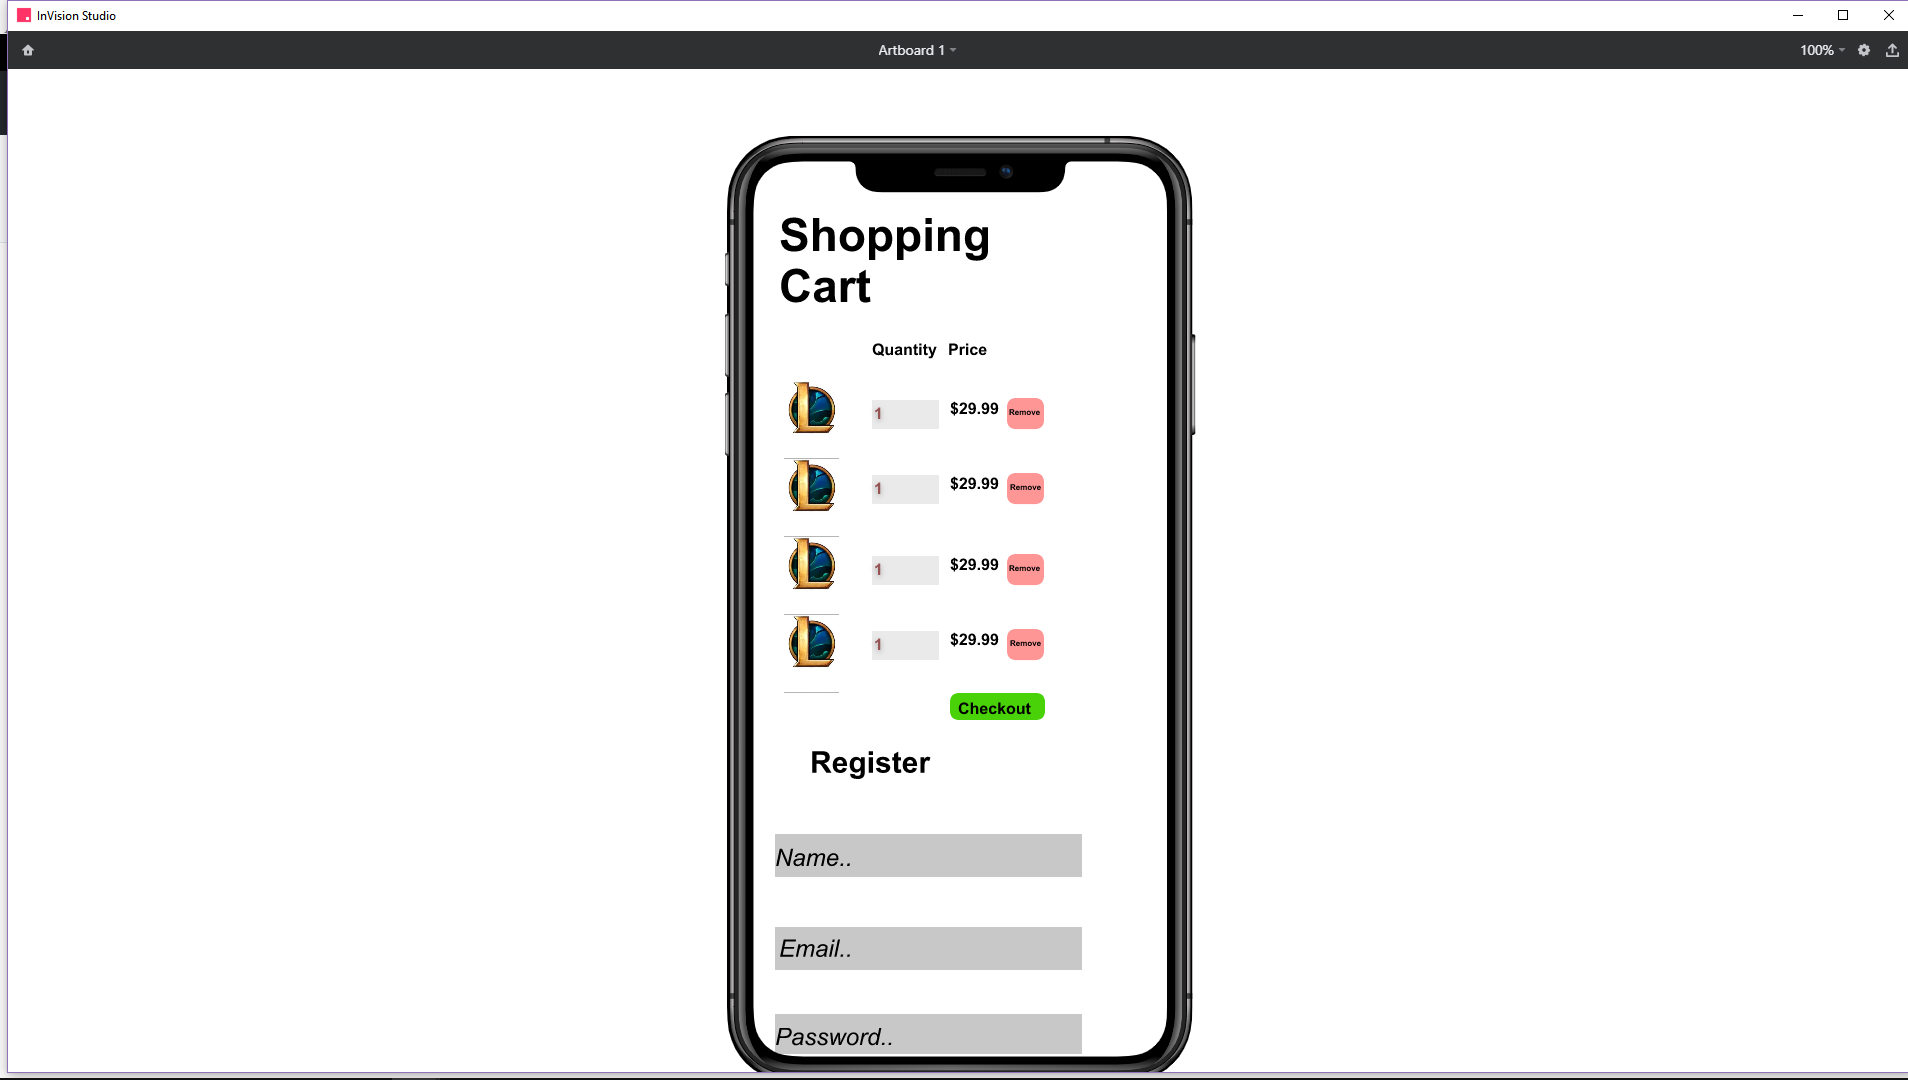 InVision Studio
Artboard 1
100%
Shopping
Cart
Quantity Price
1 $29.99 Remove
1 $29.99 Remove
1 $29.99 Remove
1 $29.99 Remove
Checkout
Register
Name..
Email..
Password..